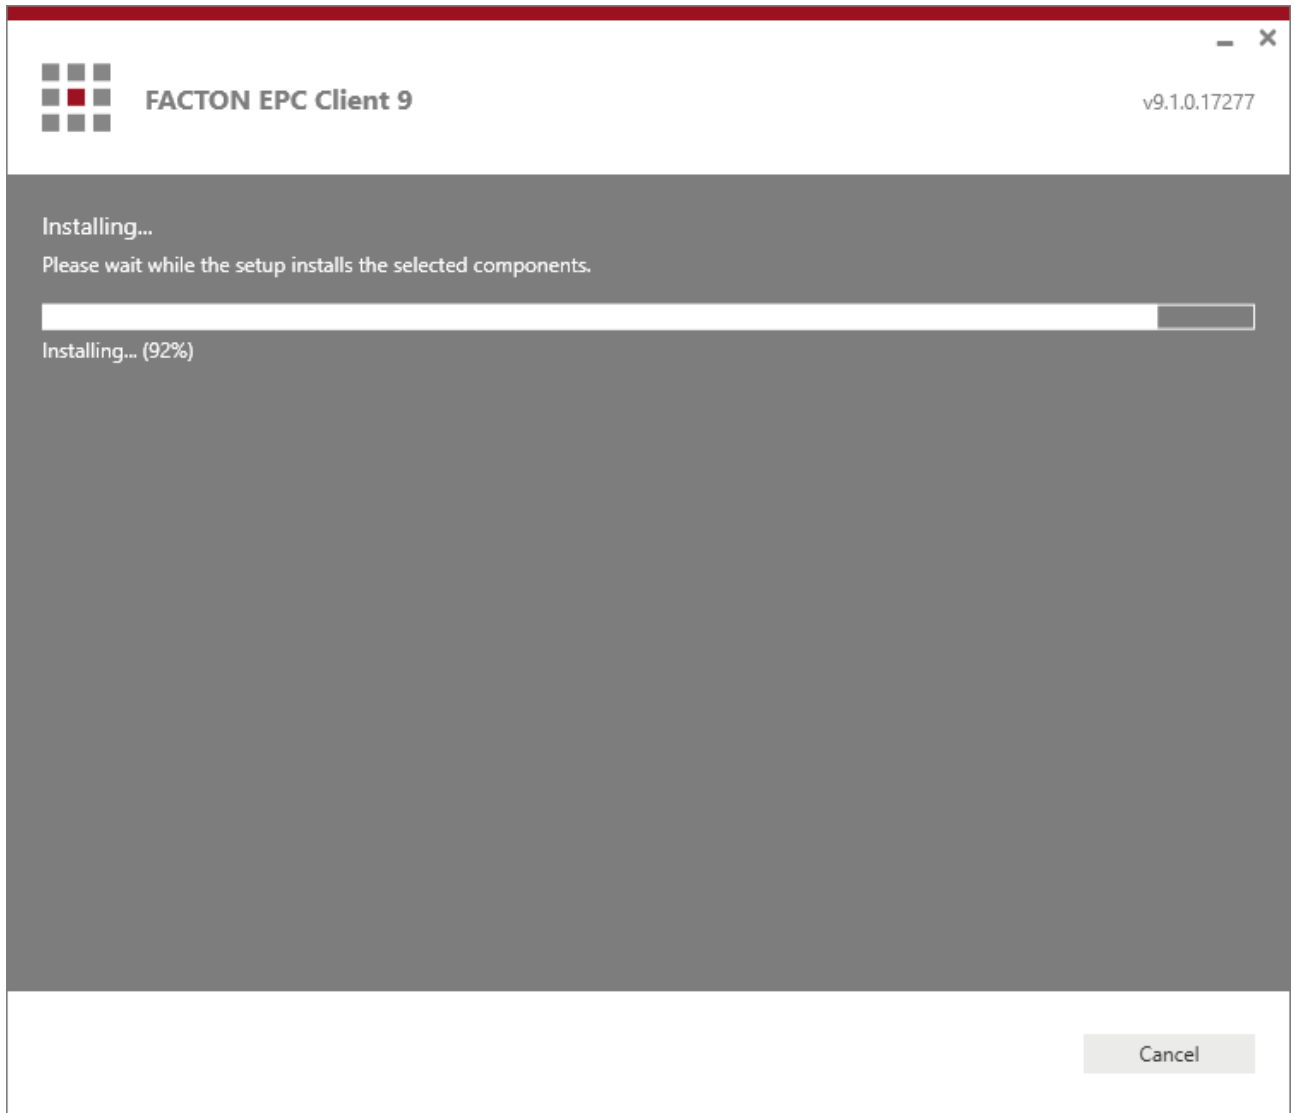 FACTON EPC Client 9
v9.1.0.17277
Installing...
Please wait while the setup installs the selected components.
Installing... (92%)
Cancel